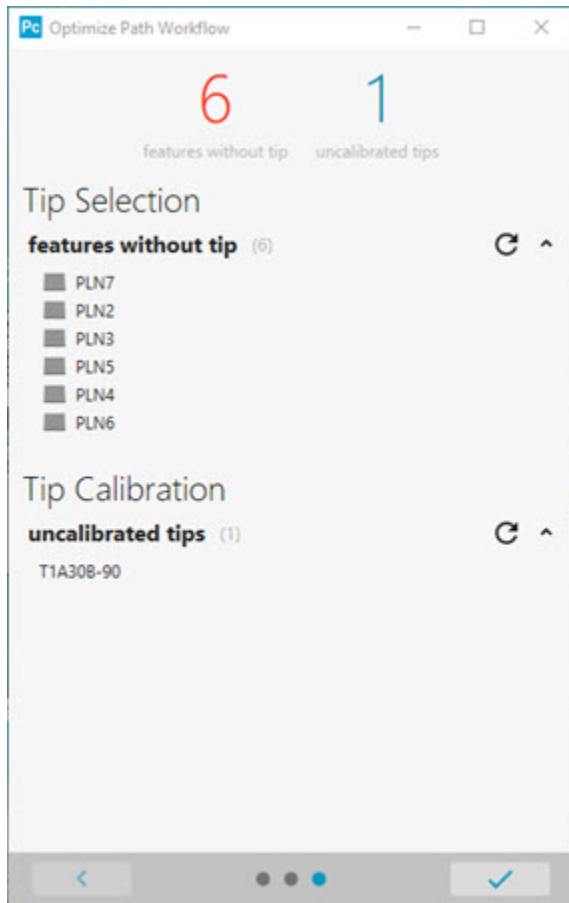 Pc Optimize Path Workflow
6 1
features without tip uncalibrated tips
Tip Selection
features without tip (6)
PLN7
PLN2
PLN3
PLN5
PLN4
PLN6
Tip Calibration
uncalibrated tips (1)
T1A30B-90